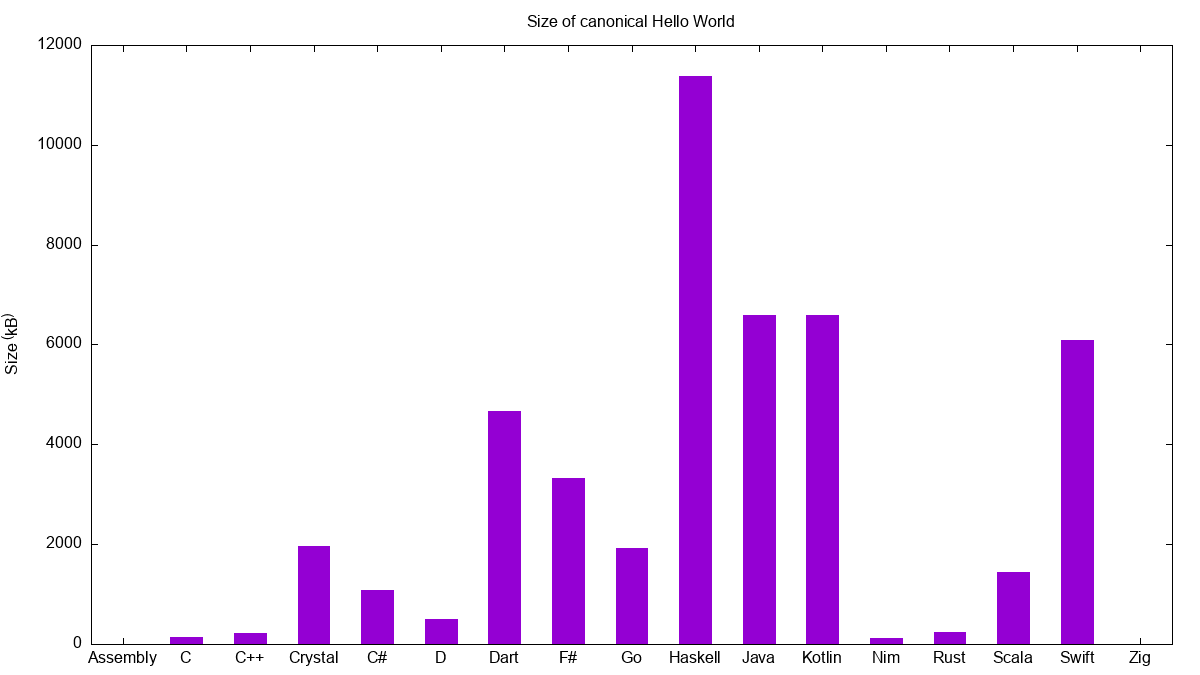 Size of canonical Hello World
12000
10000
8000
6000
4000
2000
0
Size (kB)
Assembly C C++ Crystal C# D Dart F# Go Haskell Java Kotlin Nim Rust Scala Swift Zig